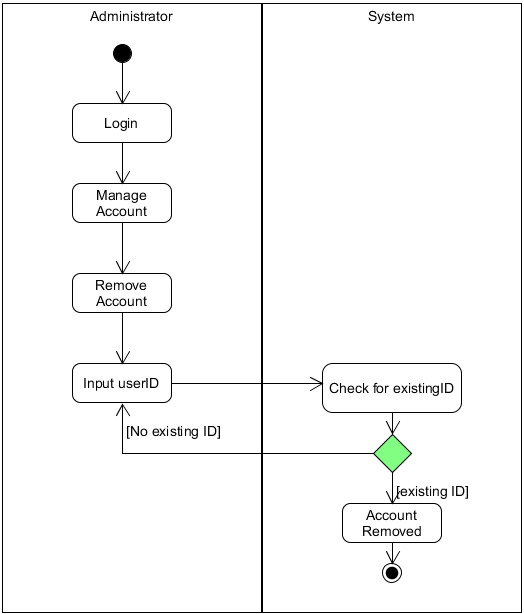 Administrator
System
Login
Manage
Account
Remove
Account
Input userID
Check for existingID
[No existing ID]
[existing ID]
Account
Removed